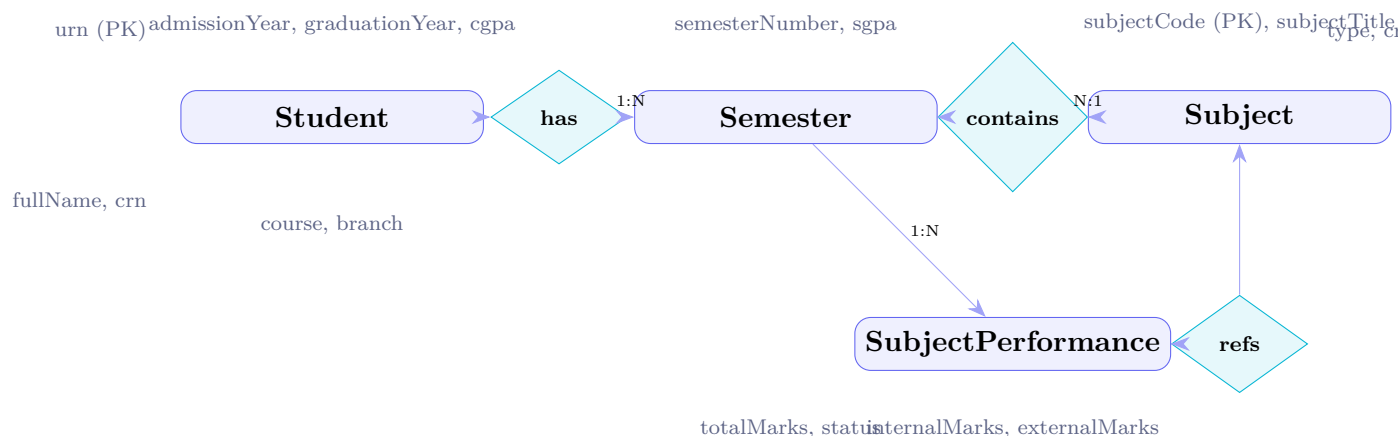 urn (PK)
admissionYear, graduationYear, cgpa
semesterNumber, sgpa
subjectCode (PK), subjectTitle
type,
Student
has
1:N
Semester
contains
N:1
Subject
fullName, crn
course, branch
1:N
SubjectPerformance
refs
totalMarks, status
internalMarks, externalMarks